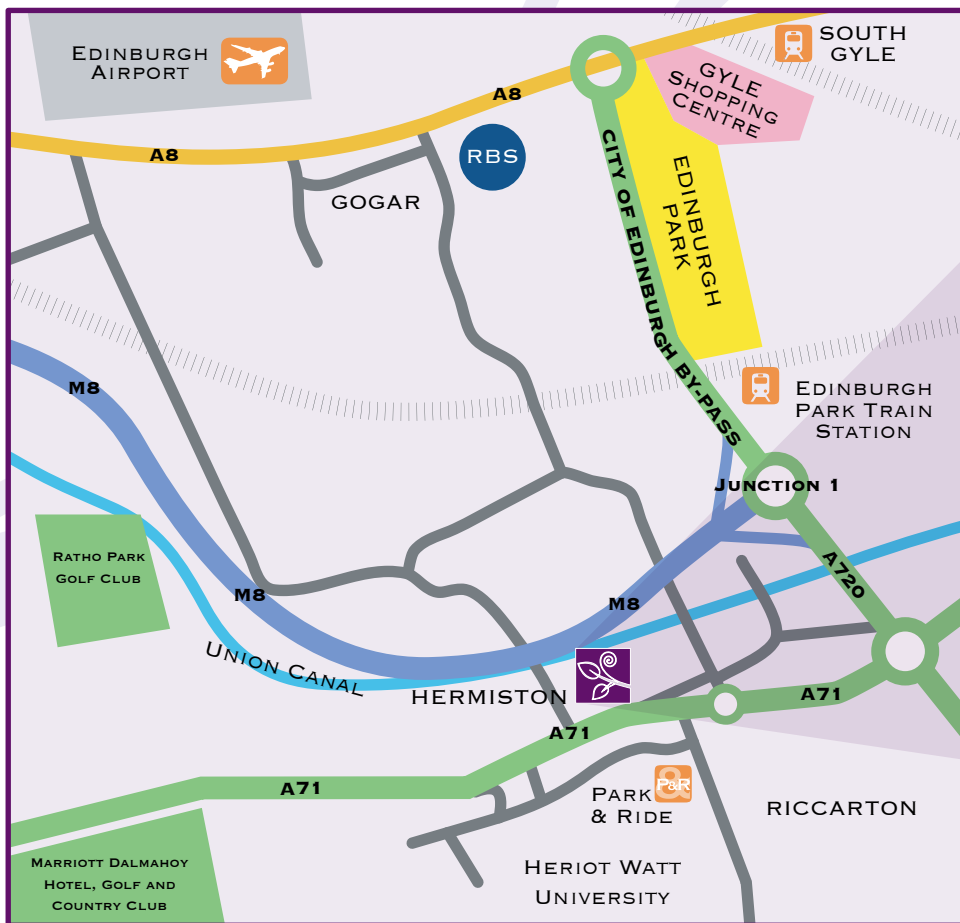 EDINBURGH
AIRPORT
SOUTH
GYLE
GYLE
SHOPPING
CENTRE
A8
A8
RBS
GOGAR
CITY OF EDINBURGH BY-PASS
EDINBURGH
PARK
M8
EDINBURGH
PARK TRAIN
STATION
JUNCTION 1
RATHO PARK
GOLF CLUB
M8
M8
A720
UNION CANAL
HERMISTON
A71
A71
A71
PARK
& RIDE
P&R
RICCARTON
MARRIOTT DALMAHOY
HOTEL, GOLF AND
COUNTRY CLUB
HERIOT WATT
UNIVERSITY